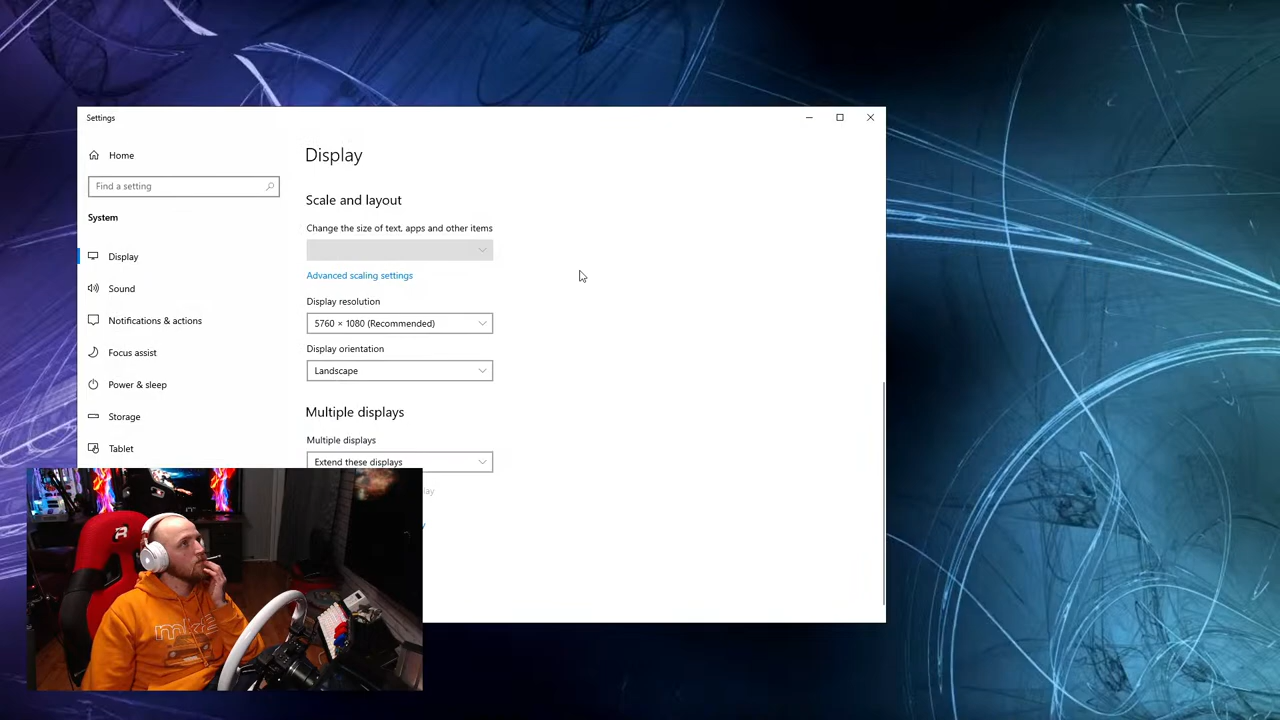 Settings
Home
Find a setting
System
Display
Sound
Notifications & actions
Focus assist
Power & sleep
Storage
Tablet
Display
Scale and layout
Change the size of text, apps and other items
Advanced scaling settings
Display resolution
5760 × 1080 (Recommended)
Display orientation
Landscape
Multiple displays
Multiple displays
Extend these displays